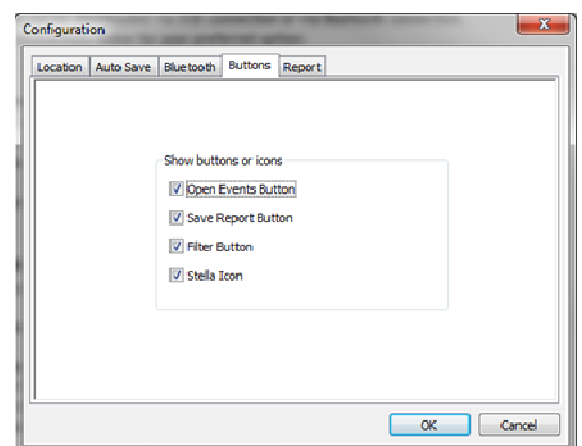 Configuration
Location Auto Save Bluetooth Buttons Report
Show buttons or icons
Open Events Button
Save Report Button
Filter Button
Stella Icon
OK Cancel